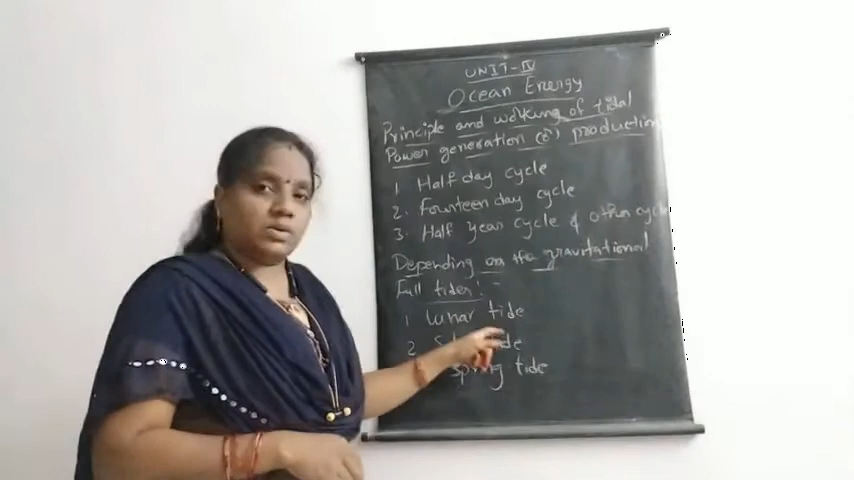 UNIT-IV
Ocean Energy
Principle and working of tidal
Power generation (or) production
1 Half day cycle
2. Fourteen day cycle
3. Half year cycle & other cycle
Depending on the gravitational
Full tides:-
1 Lunar tide
2 tide
spring tide